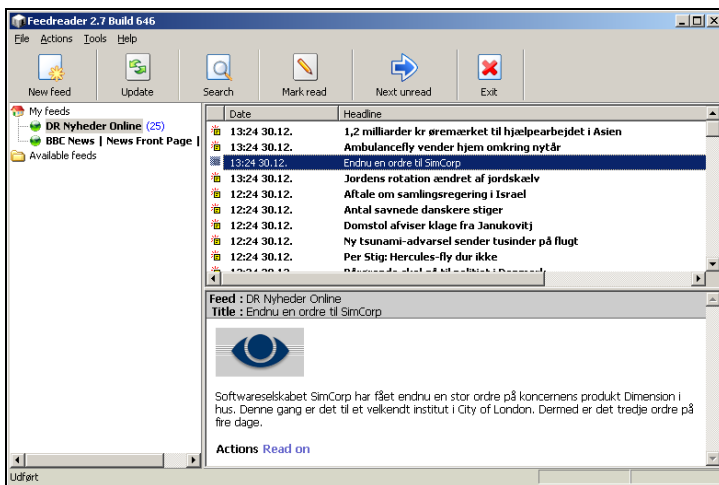 Feedreader 2.7 Build 646
File Actions Tools Help
New feed Update Search Mark read Next unread Exit
My feeds
DR Nyheder Online (25)
BBC News | News Front Page |
Available feeds
Date Headline
13:24 30.12. 1,2 milliarder kr øremærket til hjælpearbejdet i Asien
13:24 30.12. Ambulancefly vender hjem omkring nytår
13:24 30.12. Endnu en ordre til SimCorp
13:24 30.12. Jordens rotation ændret af jordskælv
12:24 30.12. Aftale om samlingsregering i Israel
12:24 30.12. Antal savnede danskere stiger
12:24 30.12. Domstol afviser klage fra Janukovitj
12:24 30.12. Ny tsunami-advarsel sender tusinder på flugt
12:24 30.12. Per Stig: Hercules-fly dur ikke
Feed : DR Nyheder Online
Title : Endnu en ordre til SimCorp
Softwareselskabet SimCorp har fået endnu en stor ordre på koncernens produkt Dimension i
hus. Denne gang er det til et velkendt institut i City of London. Dermed er det tredje ordre på
fire dage.
Actions Read on
Udført